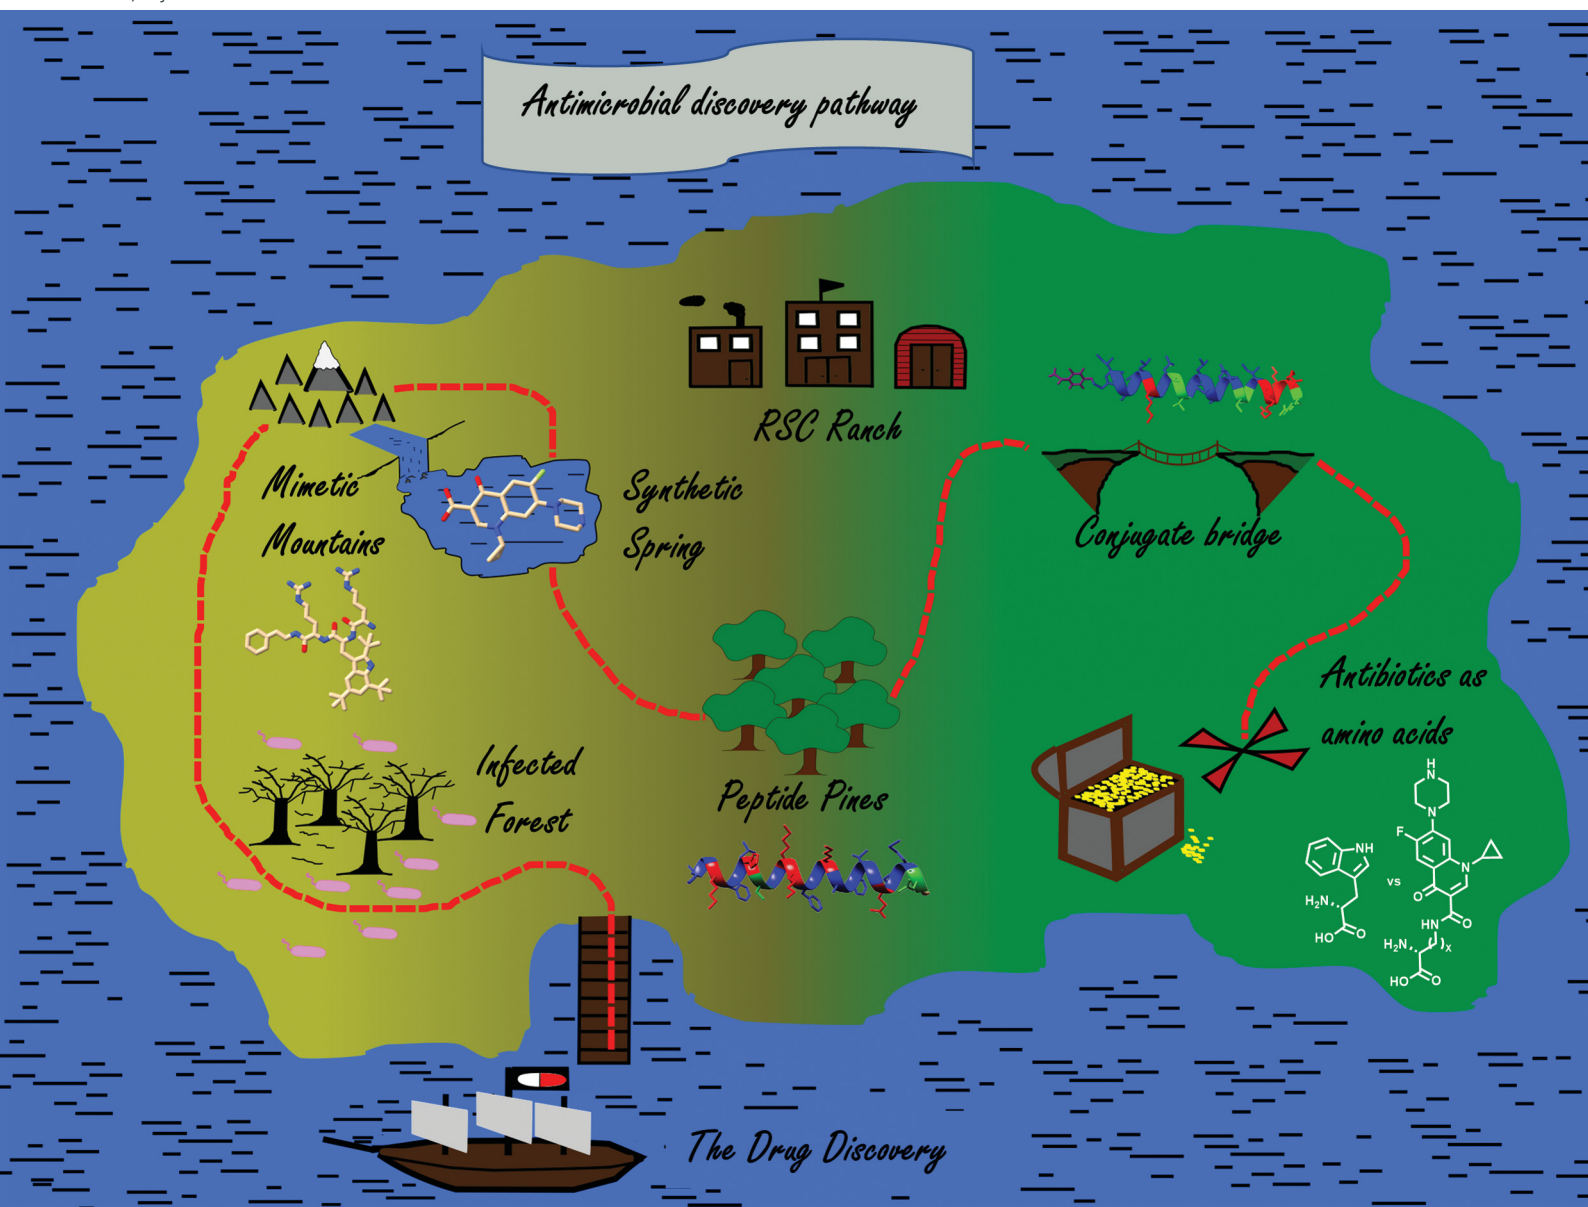 Antimicrobial discovery pathway
RSC Ranch
Mimetic
Mountains
Synthetic
Spring
Conjugate bridge
Infected
Forest
Peptide Pines
Antibiotics as
amino acids
H
N
N
F
N
O
NH
H₂N
HO
O
vs
HN
O
H₂N
x
HO
O
The Drug Discovery